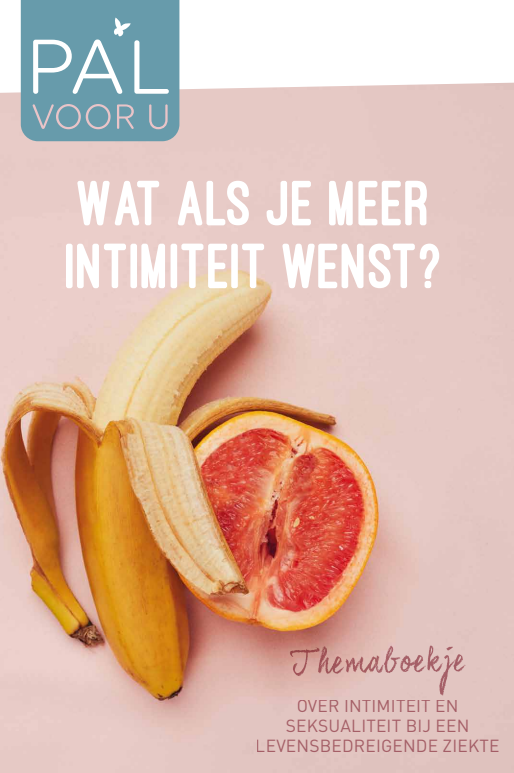 PAL
VOOR U
WAT ALS JE MEER
INTIMITEIT WENST?
Themaboekje
OVER INTIMITEIT EN
SEKSUALITEIT BIJ EEN
LEVENSBEDREIGENDE ZIEKTE